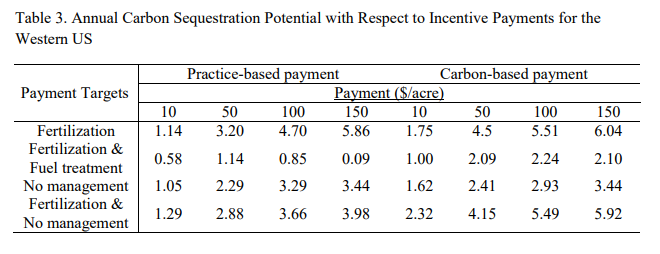 Table 3. Annual Carbon Sequestration Potential with Respect to Incentive Payments for the
Western US
Practice-based payment Carbon-based payment
Payment Targets Payment ($/acre)
10 50 100 150 10 50 100 150
Fertilization 1.14 3.20 4.70 5.86 1.75 4.5 5.51 6.04
Fertilization &
Fuel treatment 0.58 1.14 0.85 0.09 1.00 2.09 2.24 2.10
No management 1.05 2.29 3.29 3.44 1.62 2.41 2.93 3.44
Fertilization &
No management 1.29 2.88 3.66 3.98 2.32 4.15 5.49 5.92